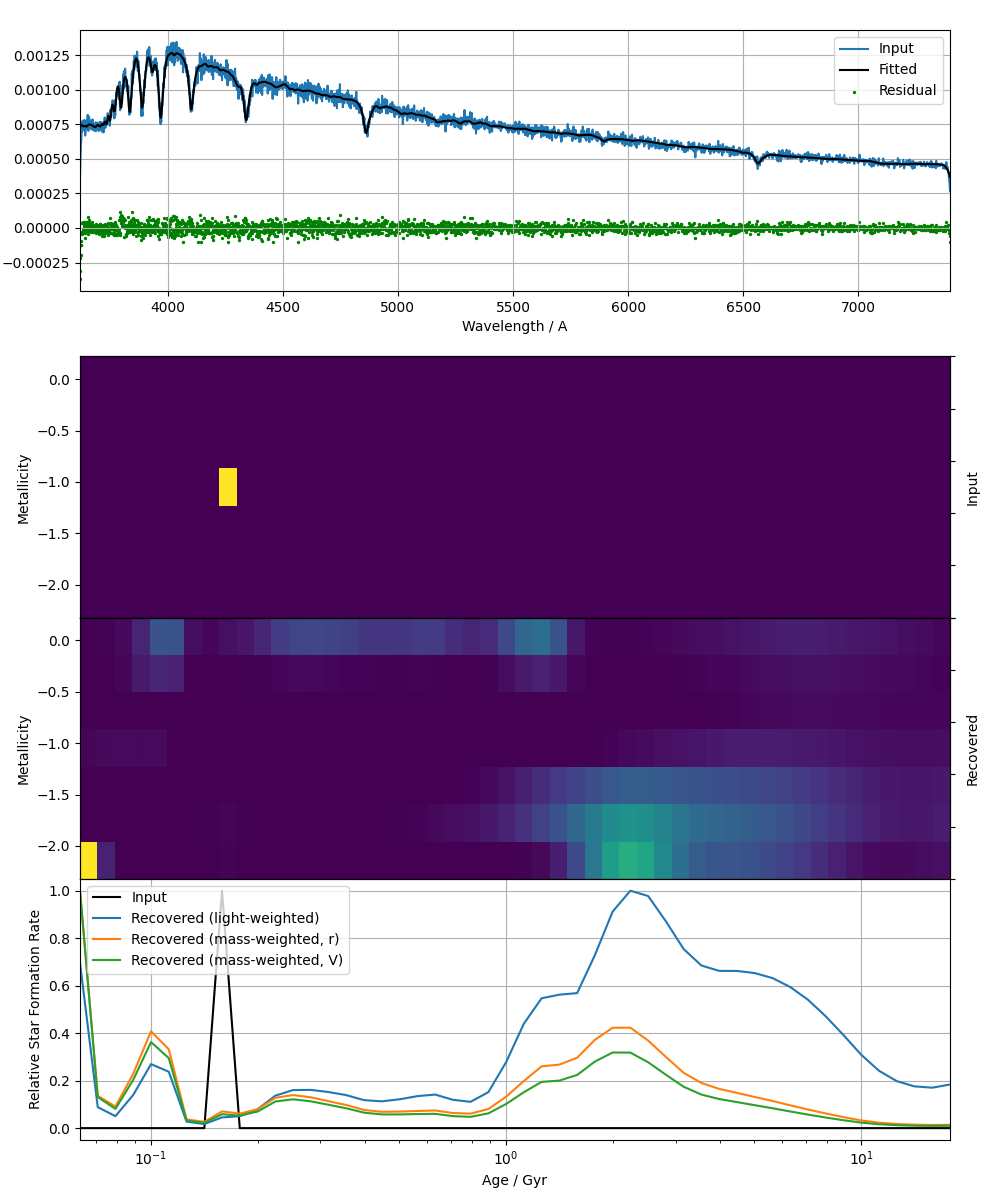 0.00125
0.00100
0.00075
0.00050
0.00025
0.00000
−0.00025
Input
Fitted
Residual
4000
4500
5000
5500
6000
6500
7000
Wavelength / A
0.0
−0.5
−1.0
−1.5
−2.0
Metallicity
Input
0.0
−0.5
−1.0
−1.5
−2.0
Metallicity
Recovered
1.0
0.8
0.6
0.4
0.2
0.0
Relative Star Formation Rate
Input
Recovered (light-weighted)
Recovered (mass-weighted, r)
Recovered (mass-weighted, V)
10⁻¹
10⁰
10¹
Age / Gyr